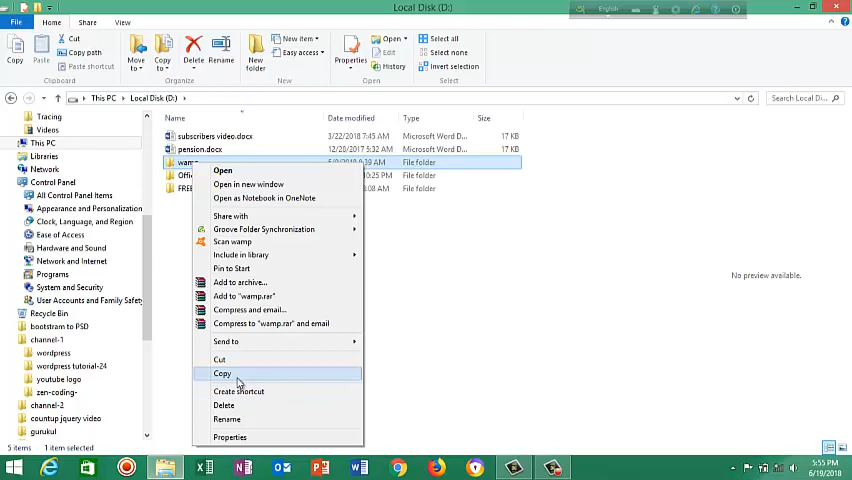 Local Disk (D:)
English
File
Home
Share
View
Copy
Paste
Cut
Copy path
Paste shortcut
Clipboard
Move to
Copy to
Delete
Rename
Organize
New folder
New item
Easy access
New
Properties
Open
Edit
History
Open
Select all
Select none
Invert selection
Select
This PC
Local Disk (D:)
Search Local Di...
Name
Date modified
Type
Size
subscribers video.docx 3/22/2018 7:45 AM Microsoft Word D... 17 KB
pension.docx 12/28/2017 5:32 AM Microsoft Word D... 17 KB
wamp File folder
File folder
File folder
No preview available.
Tracing
Videos
This PC
Libraries
Network
Control Panel
All Control Panel Items
Appearance and Personalization
Clock, Language, and Region
Ease of Access
Hardware and Sound
Network and Internet
Programs
System and Security
User Accounts and Family Safety
Recycle Bin
bootstram to PSD
channel-1
wordpress
wordpress tutorial-24
youtube logo
zen-coding-
channel-2
countup jquery video
gurukul
Open
Open in new window
Open as Notebook in OneNote
Share with
Groove Folder Synchronization
Scan wamp
Include in library
Pin to Start
Add to archive...
Add to "wamp.rar"
Compress and email...
Compress to "wamp.rar" and email
Send to
Cut
Copy
Create shortcut
Delete
Rename
Properties
5 items 1 item selected
5:55 PM
6/19/2018